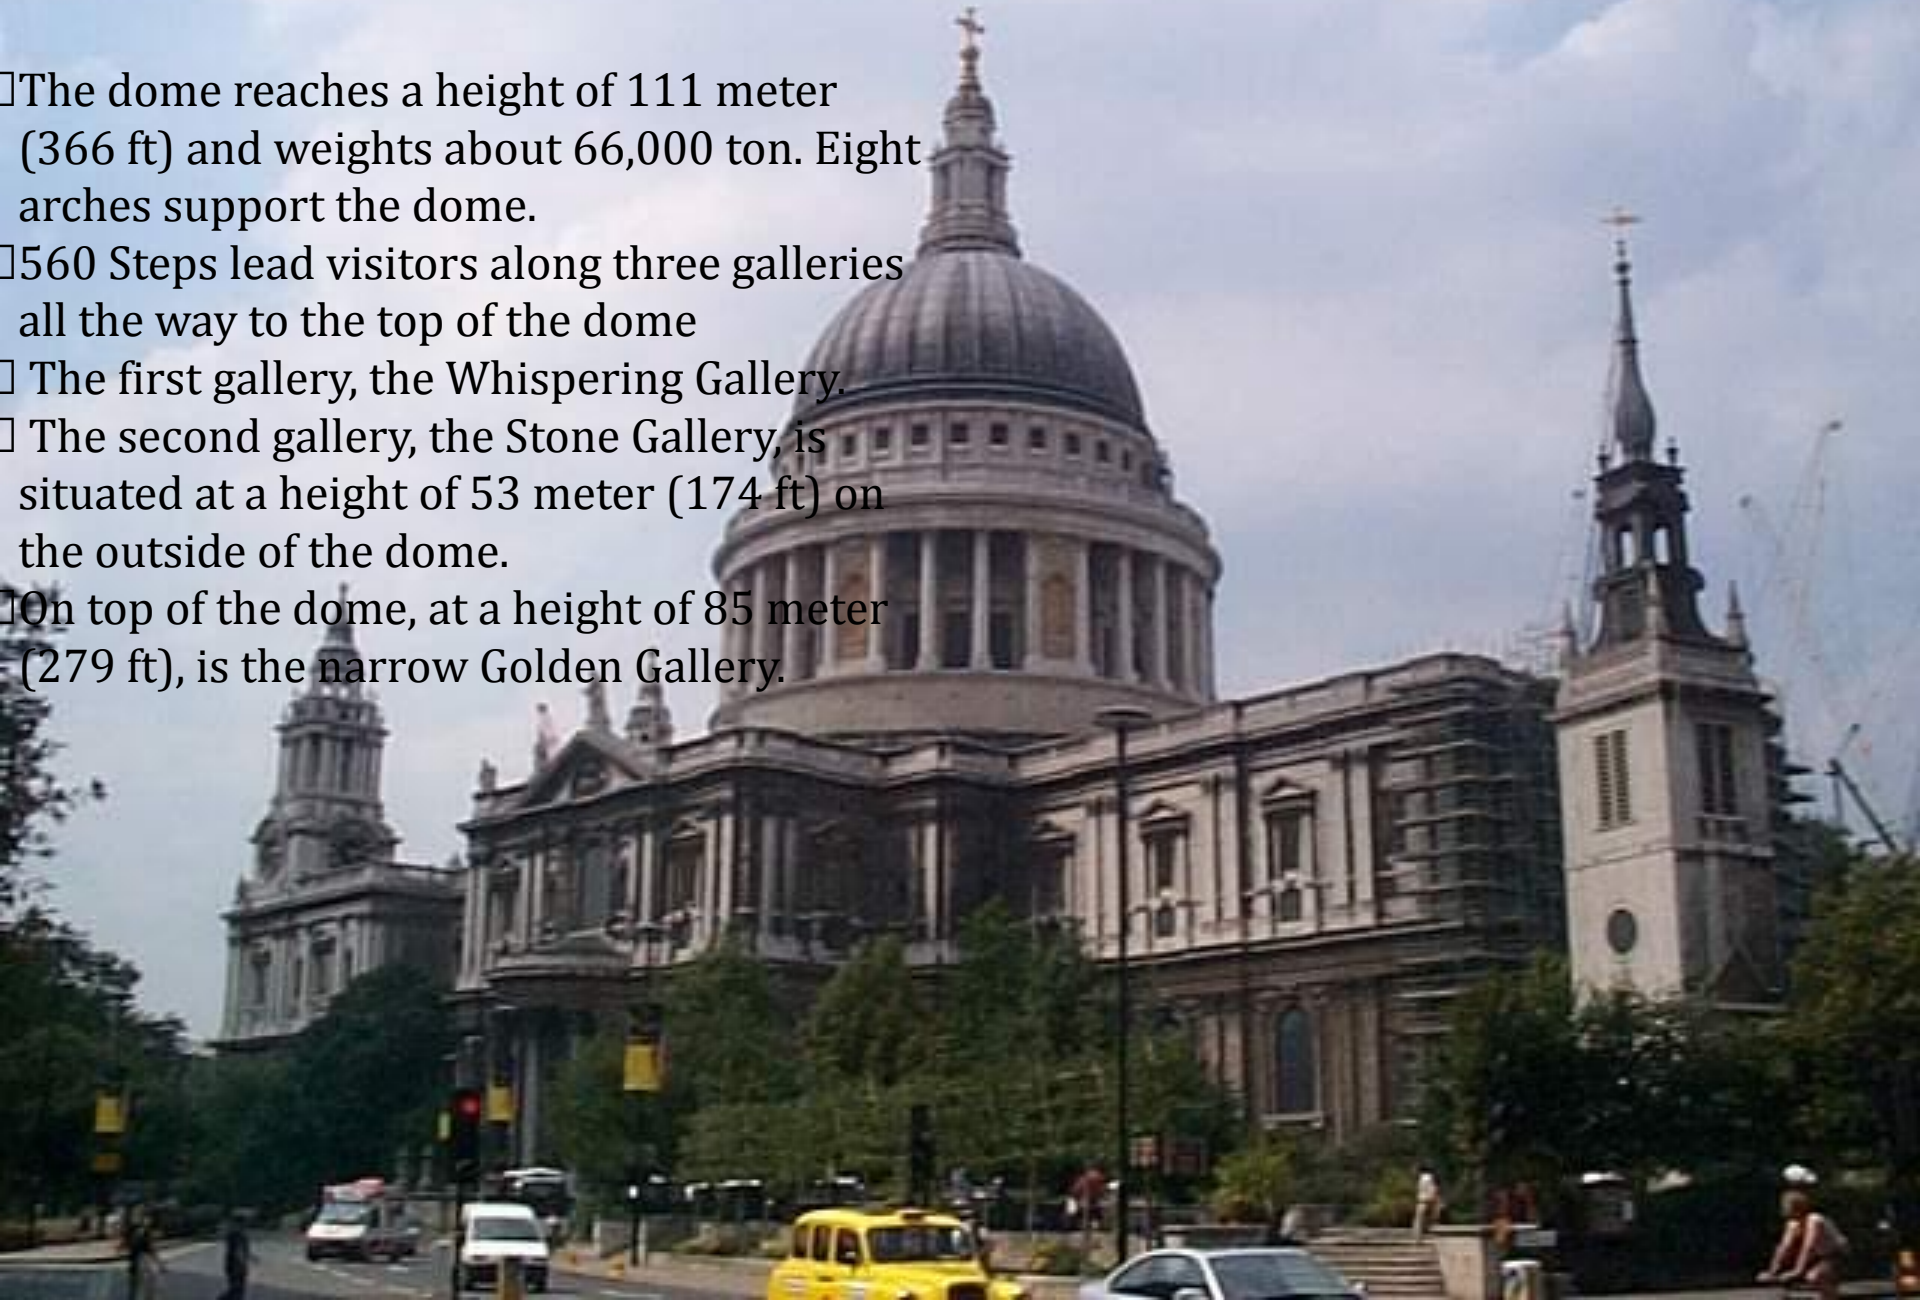 The dome reaches a height of 111 meter
(366 ft) and weights about 66,000 ton. Eight
arches support the dome.
560 Steps lead visitors along three galleries
all the way to the top of the dome
The first gallery, the Whispering Gallery.
The second gallery, the Stone Gallery, is
situated at a height of 53 meter (174 ft) on
the outside of the dome.
On top of the dome, at a height of 85 meter
(279 ft), is the narrow Golden Gallery.